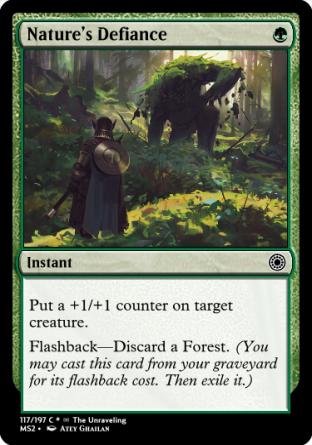 Nature's Defiance
Instant
Put a +1/+1 counter on target
creature.
Flashback—Discard a Forest. (You
may cast this card from your graveyard
for its flashback cost. Then exile it.)
117/197 C * ∞ The Unraveling
MS2 • Atey Ghailan